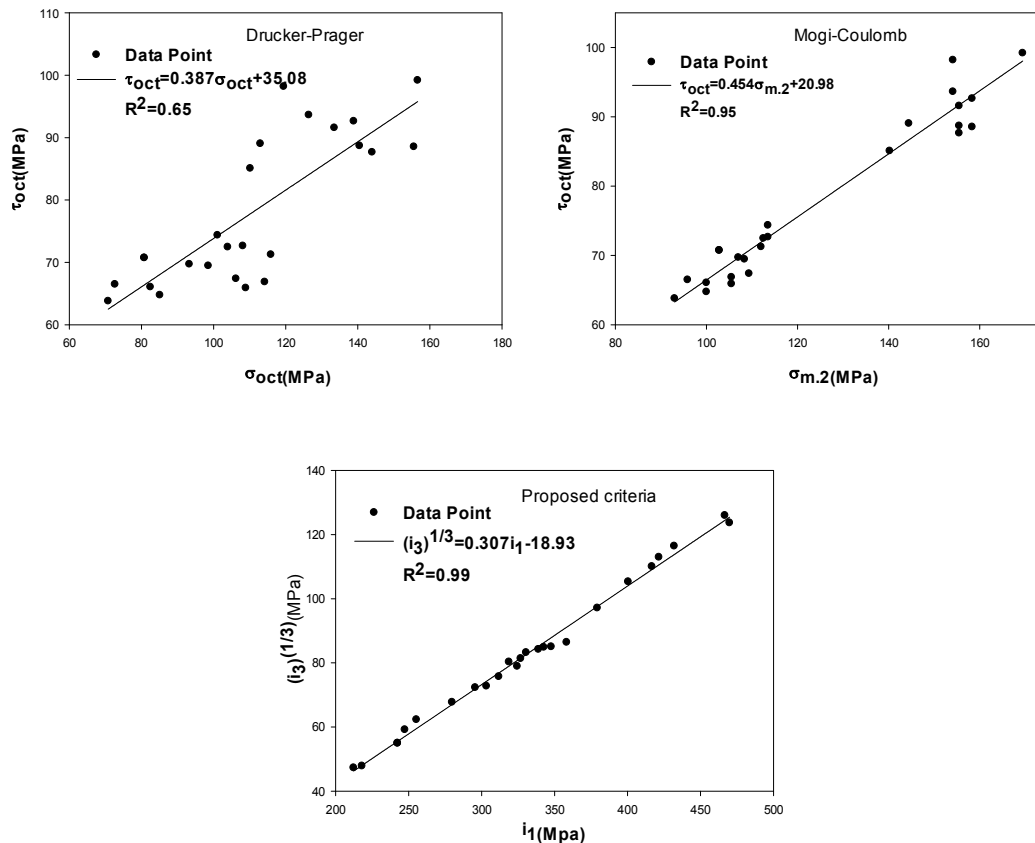 Drucker-Prager
Data Point
τoct=0.387σoct+35.08
R²=0.65
τoct(MPa)
110
100
90
80
70
60
60
80
100
120
140
160
180
σoct(MPa)
Mogi-Coulomb
Data Point
τoct=0.454σm.2+20.98
R²=0.95
τoct(MPa)
100
90
80
70
60
80
100
120
140
160
σm.2(MPa)
Proposed criteria
Data Point
(i3)^1/3=0.307i1-18.93
R²=0.99
(i3)^(1/3)(MPa)
140
120
100
80
60
40
200
250
300
350
400
450
500
i1(Mpa)